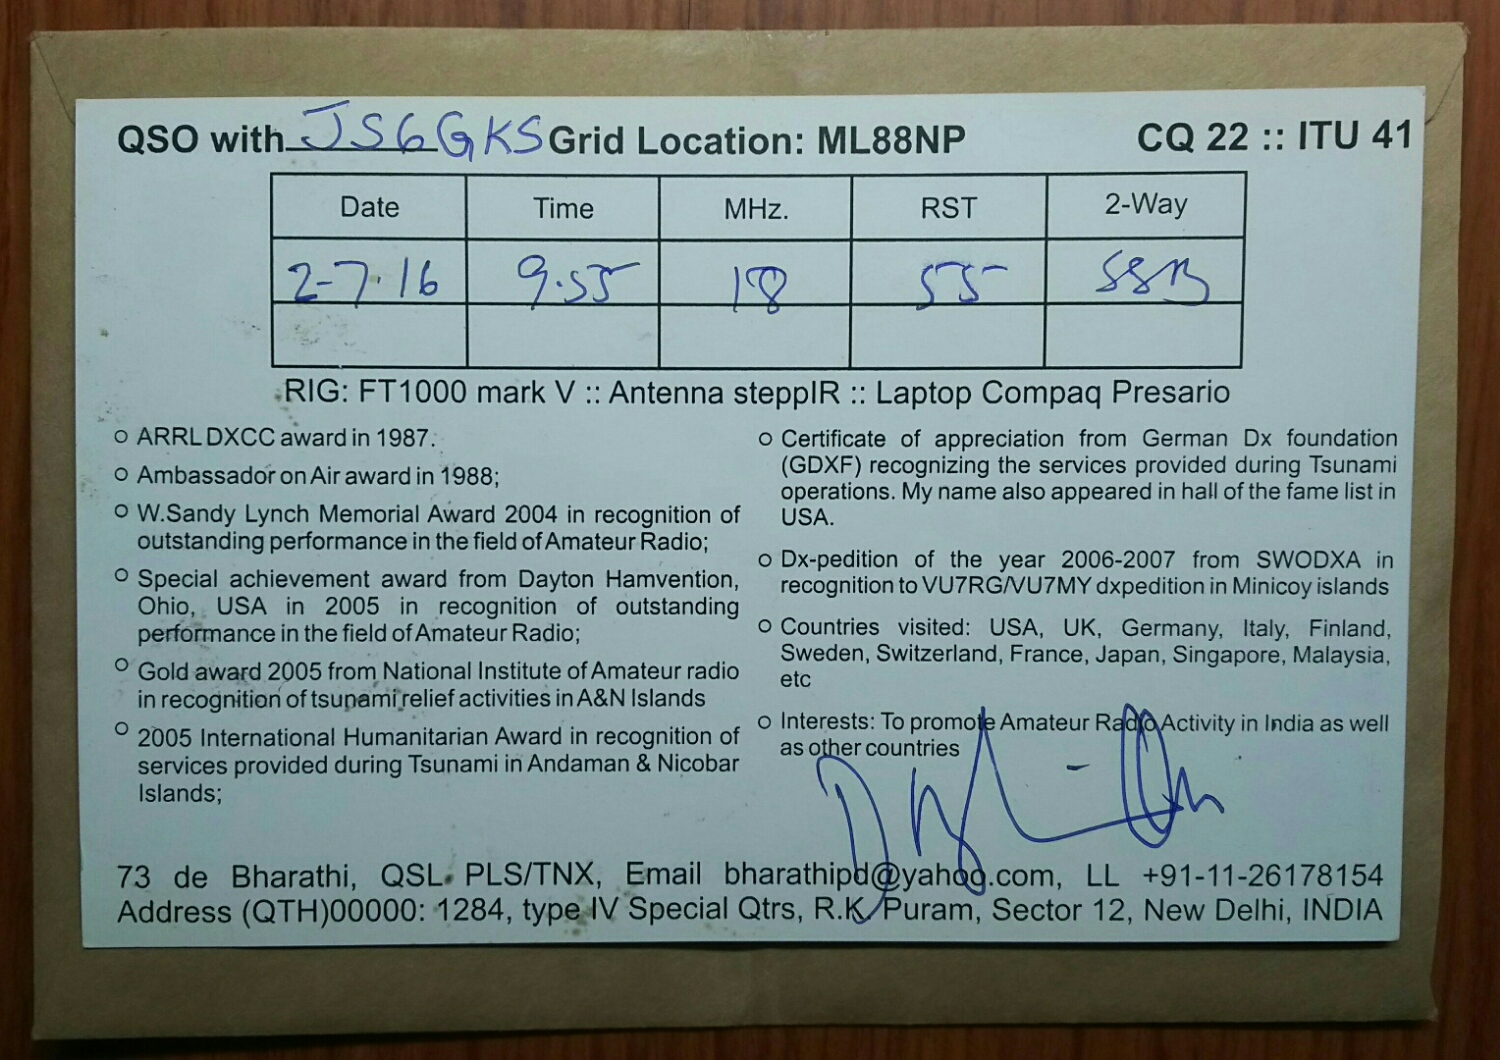 QSO with JS6GKS Grid Location: ML88NP CQ 22 :: ITU 41
Date Time MHz. RST 2-Way
2-7-16 9.55 18 55 SSB
RIG: FT1000 mark V :: Antenna steppIR :: Laptop Compaq Presario
ARRL DXCC award in 1987.
Ambassador on Air award in 1988;
W.Sandy Lynch Memorial Award 2004 in recognition of
outstanding performance in the field of Amateur Radio;
Special achievement award from Dayton Hamvention,
Ohio, USA in 2005 in recognition of outstanding
performance in the field of Amateur Radio;
Gold award 2005 from National Institute of Amateur radio
in recognition of tsunami relief activities in A&N Islands
2005 International Humanitarian Award in recognition of
services provided during Tsunami in Andaman & Nicobar
Islands;
Certificate of appreciation from German Dx foundation
(GDXF) recognizing the services provided during Tsunami
operations. My name also appeared in hall of the fame list in
USA.
Dx-pedition of the year 2006-2007 from SWODXA in
recognition to VU7RG/VU7MY dxpedition in Minicoy islands
Countries visited: USA, UK, Germany, Italy, Finland,
Sweden, Switzerland, France, Japan, Singapore, Malaysia,
etc
Interests: To promote Amateur Radio Activity in India as well
as other countries
73 de Bharathi, QSL PLS/TNX, Email bharathipd@yahoo.com, LL +91-11-26178154
Address (QTH)00000: 1284, type IV Special Qtrs, R.K. Puram, Sector 12, New Delhi, INDIA